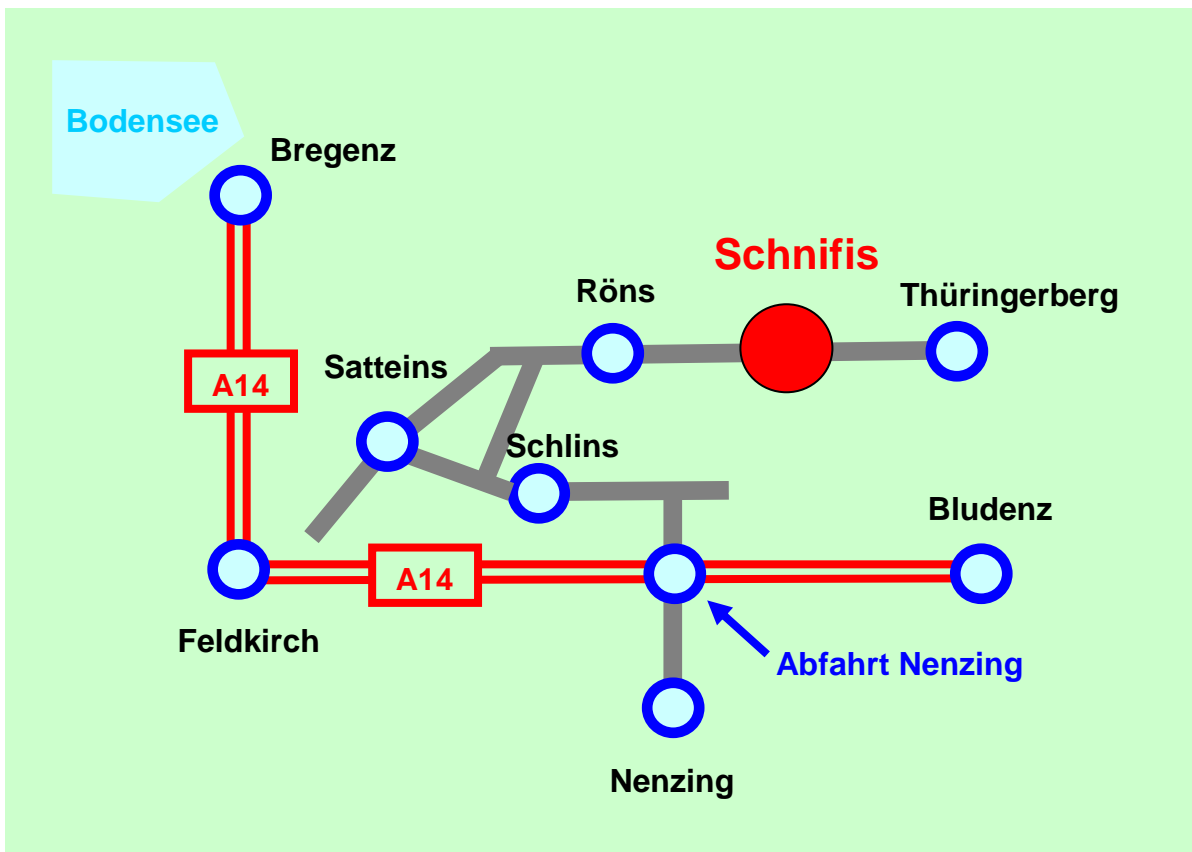 Bodensee
Bregenz
Schnifis
Röns
Thüringerberg
Satteins
A14
Schlins
Bludenz
A14
Feldkirch
Abfahrt Nenzing
Nenzing